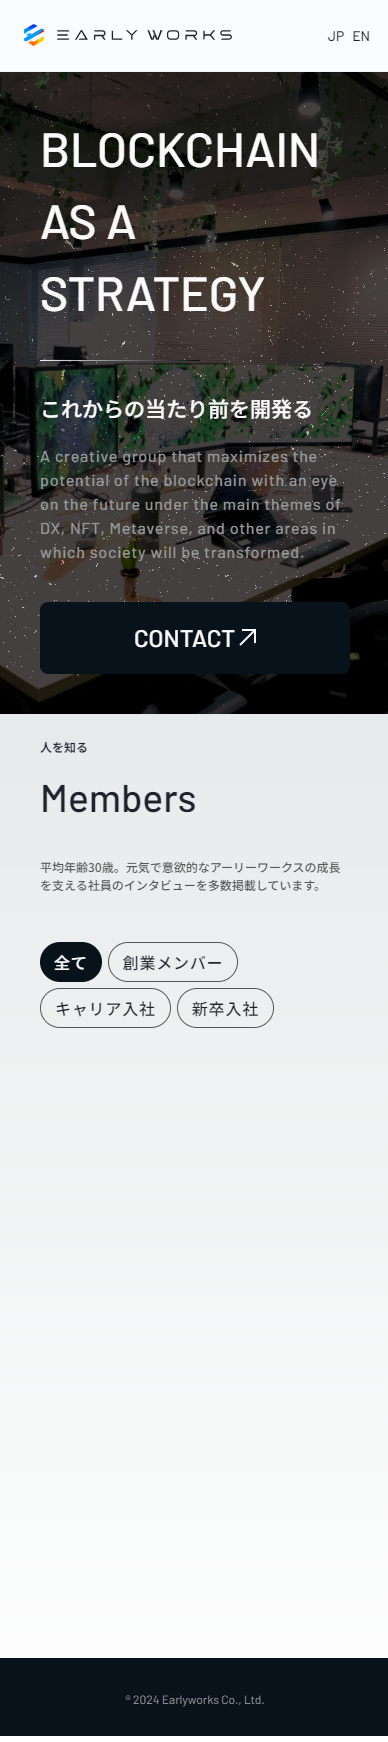 EARLY WORKS
JP EN
BLOCKCHAIN
AS A
STRATEGY
これからの当たり前を開発る
A creative group that maximizes the
potential of the blockchain with an eye
on the future under the main themes of
DX, NFT, Metaverse, and other areas in
which society will be transformed.
CONTACT
人を知る
Members
平均年齢30歳。元気で意欲的なアーリーワークスの成長
を支える社員のインタビューを多数掲載しています。
全て 創業メンバー
キャリア入社 新卒入社
® 2024 Earlyworks Co., Ltd.